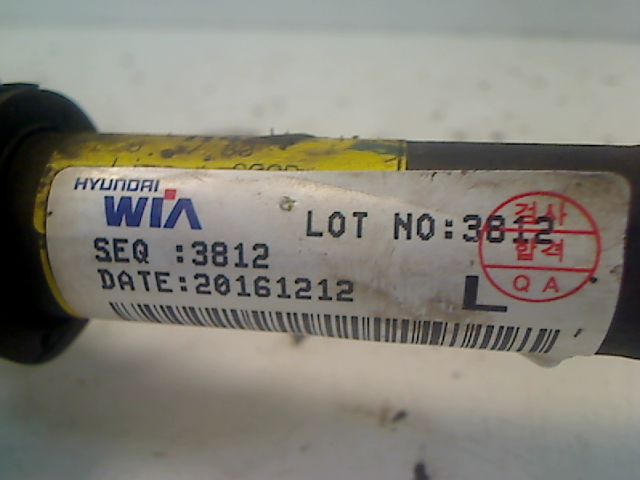 HYUNDAI
WIA
LOT NO:3812
SEQ :3812
DATE:20161212
L
검사
합격
QA